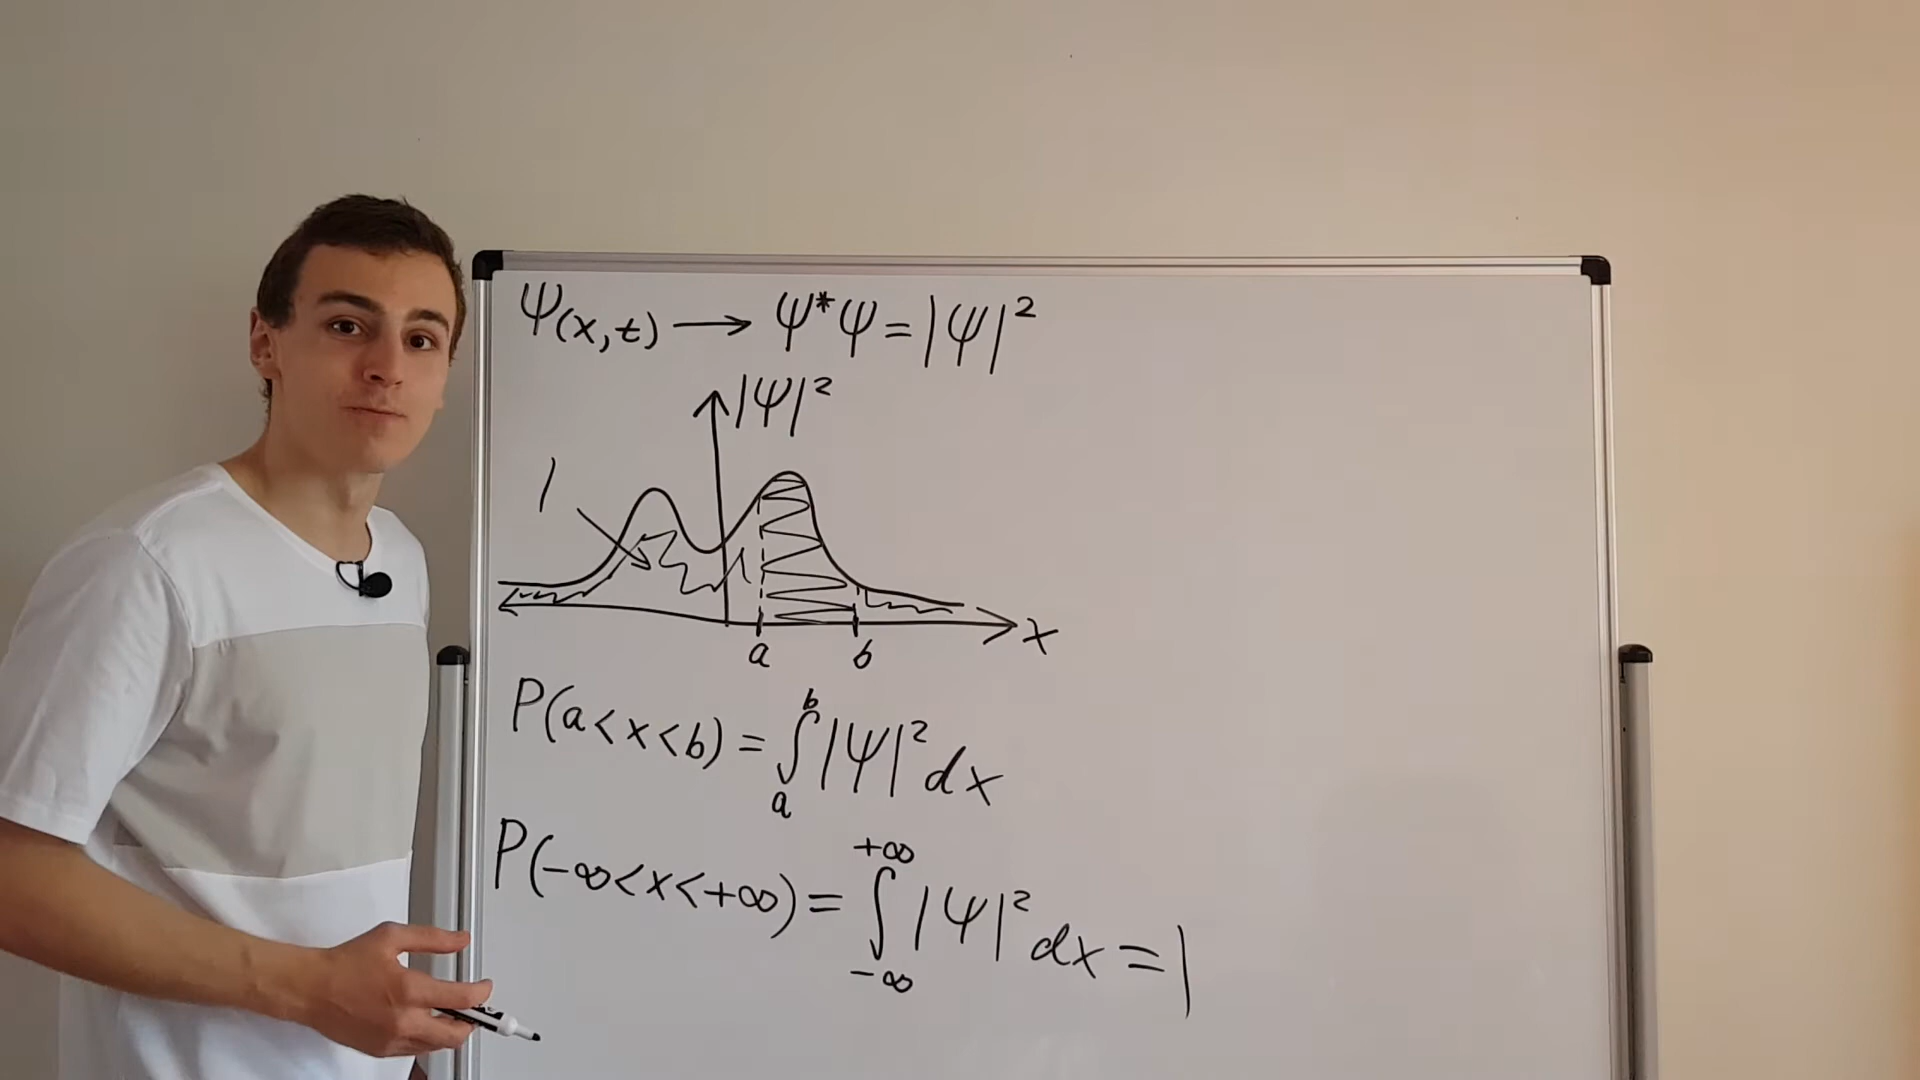 Ψ(x,t) → Ψ*Ψ = |Ψ|²
|Ψ|²
1
x
a b
P(a<x<b) = ∫ₐᵇ |Ψ|² dx
P(-∞<x<+∞) = ∫₋∞⁺∞ |Ψ|² dx = 1